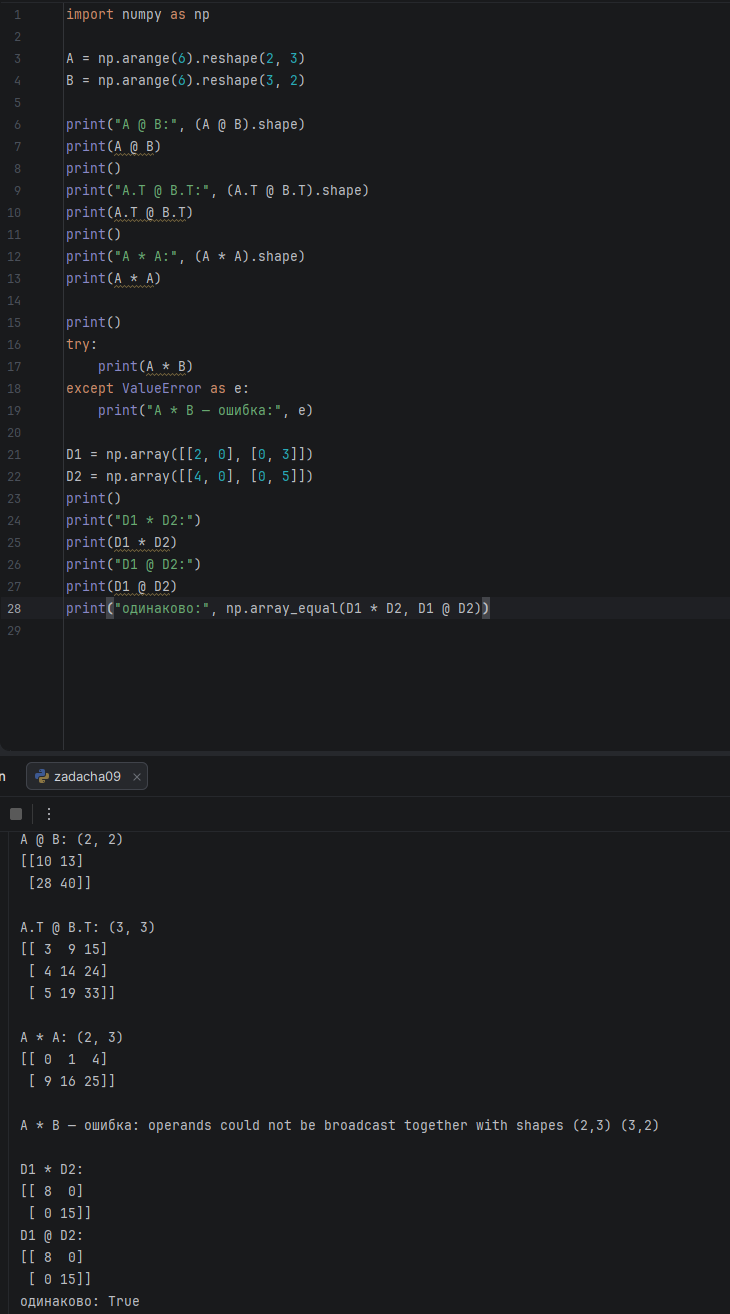 1 import numpy as np
2
3 A = np.arange(6).reshape(2, 3)
4 B = np.arange(6).reshape(3, 2)
5
6 print("A @ B:", (A @ B).shape)
7 print(A @ B)
8 print()
9 print("A.T @ B.T:", (A.T @ B.T).shape)
10 print(A.T @ B.T)
11 print()
12 print("A * A:", (A * A).shape)
13 print(A * A)
14
15 print()
16 try:
17     print(A * B)
18 except ValueError as e:
19     print("A * B — ошибка:", e)
20
21 D1 = np.array([[2, 0], [0, 3]])
22 D2 = np.array([[4, 0], [0, 5]])
23 print()
24 print("D1 * D2:")
25 print(D1 * D2)
26 print("D1 @ D2:")
27 print(D1 @ D2)
28 print("одинаково:", np.array_equal(D1 * D2, D1 @ D2))
29
n zadacha09 ×
A @ B: (2, 2)
[[10 13]
 [28 40]]

A.T @ B.T: (3, 3)
[[ 3  9 15]
 [ 4 14 24]
 [ 5 19 33]]

A * A: (2, 3)
[[ 0  1  4]
 [ 9 16 25]]

A * B — ошибка: operands could not be broadcast together with shapes (2,3) (3,2)

D1 * D2:
[[ 8  0]
 [ 0 15]]
D1 @ D2:
[[ 8  0]
 [ 0 15]]
одинаково: True